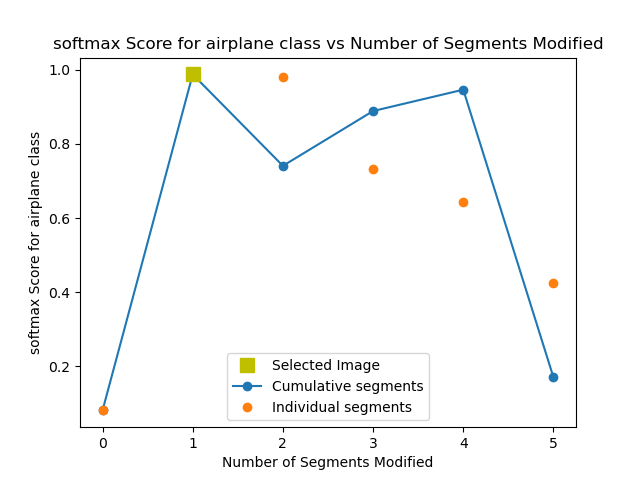 softmax Score for airplane class vs Number of Segments Modified
softmax Score for airplane class
1.0
0.8
0.6
0.4
0.2
Selected Image
Cumulative segments
Individual segments
0 1 2 3 4 5
Number of Segments Modified